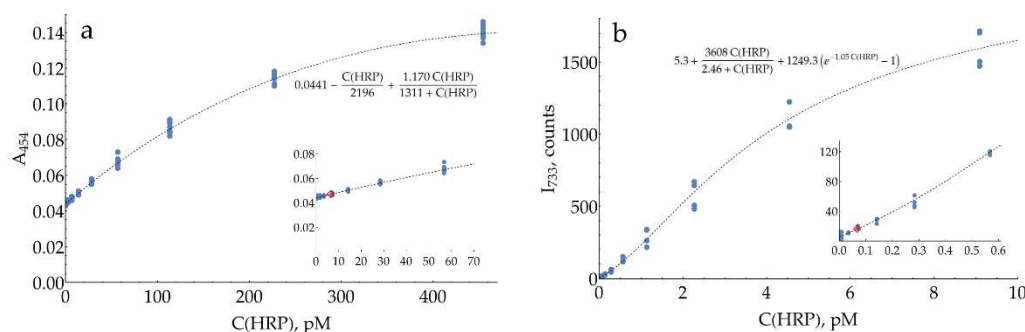 a
0.14
0.12
0.10
0.08
0.06
0.04
0.02
0.00
A454
0.0441 − C(HRP)/2196 + 1.170 C(HRP)/(1311 + C(HRP))
0.08
0.06
0.04
0.02
0 10 20 30 40 50 60 70
0 100 200 300 400
C(HRP), pM
b
1500
1000
500
0
I733, counts
5.3 + 3608 C(HRP)/(2.46 + C(HRP)) + 1249.3 (e^−1.05 C(HRP) − 1)
120
80
40
0.0 0.1 0.2 0.3 0.4 0.5 0.6
0 2 4 6 8 10
C(HRP), pM